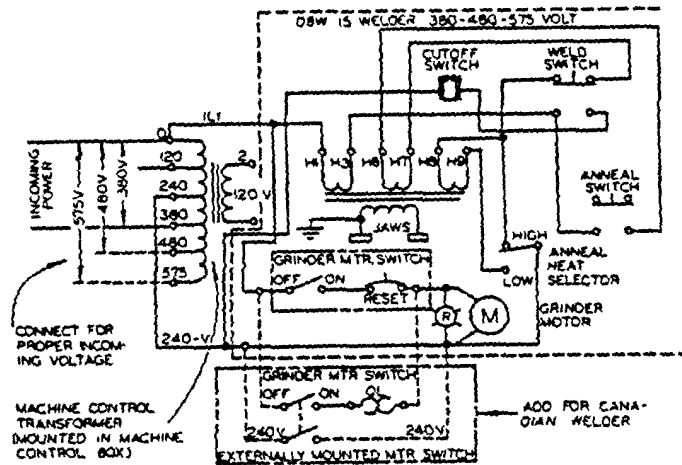 DBW 15 WELDER 380-480-575 VOLT
CUTOFF
SWITCH
WELD
SWITCH
1L1
0
120
240
380
480
575
2
120 V
INCOMING
POWER
575V
480V
380V
H1
H3
H6
H7
H8
H9
ANNEAL
SWITCH
JAWS
HIGH
LOW
ANNEAL
HEAT
SELECTOR
GRINDER MTR. SWITCH
OFF
ON
RESET
R
M
GRINDER
MOTOR
CONNECT FOR
PROPER INCOM-
ING VOLTAGE
240-V
MACHINE CONTROL
TRANSFORMER
(MOUNTED IN MACHINE
CONTROL BOX)
GRINDER MTR SWITCH
OFF
ON
OL
240V
240V
EXTERNALLY MOUNTED MTR. SWITCH
ADD FOR CANA-
DIAN WELDER